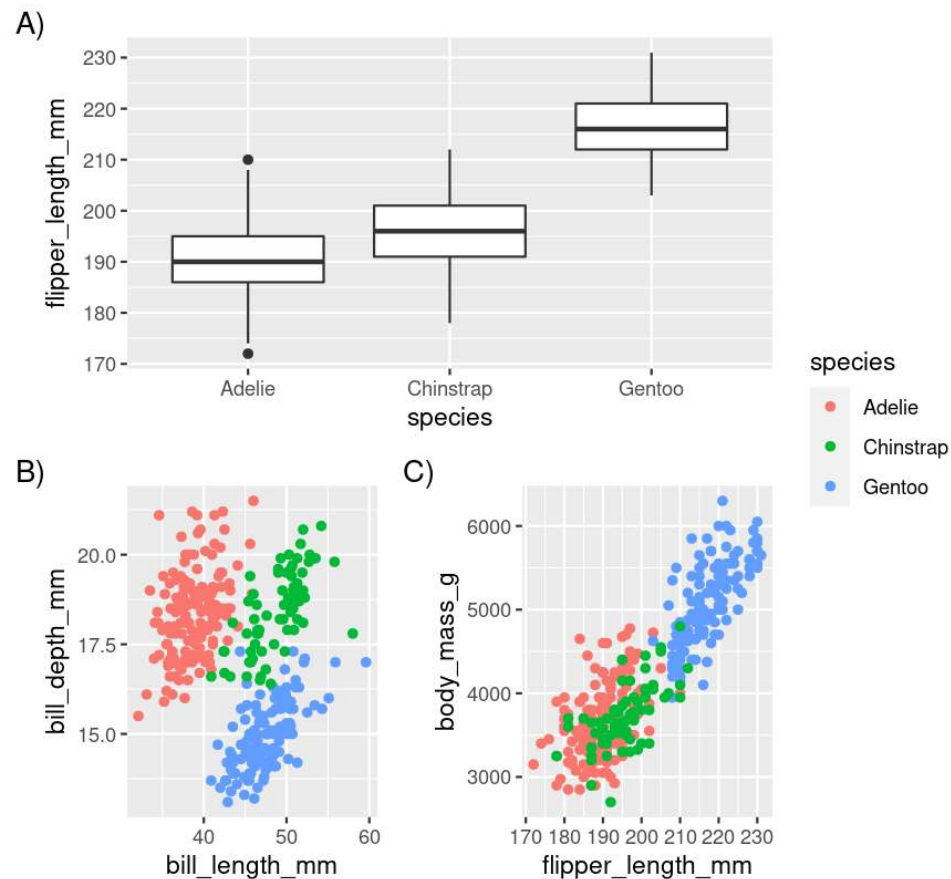 A)
flipper_length_mm
230
220
210
200
190
180
170
Adelie Chinstrap Gentoo
species
species
Adelie
Chinstrap
Gentoo
B)
bill_depth_mm
20.0
17.5
15.0
40 50 60
bill_length_mm
C)
body_mass_g
6000
5000
4000
3000
170 180 190 200 210 220 230
flipper_length_mm